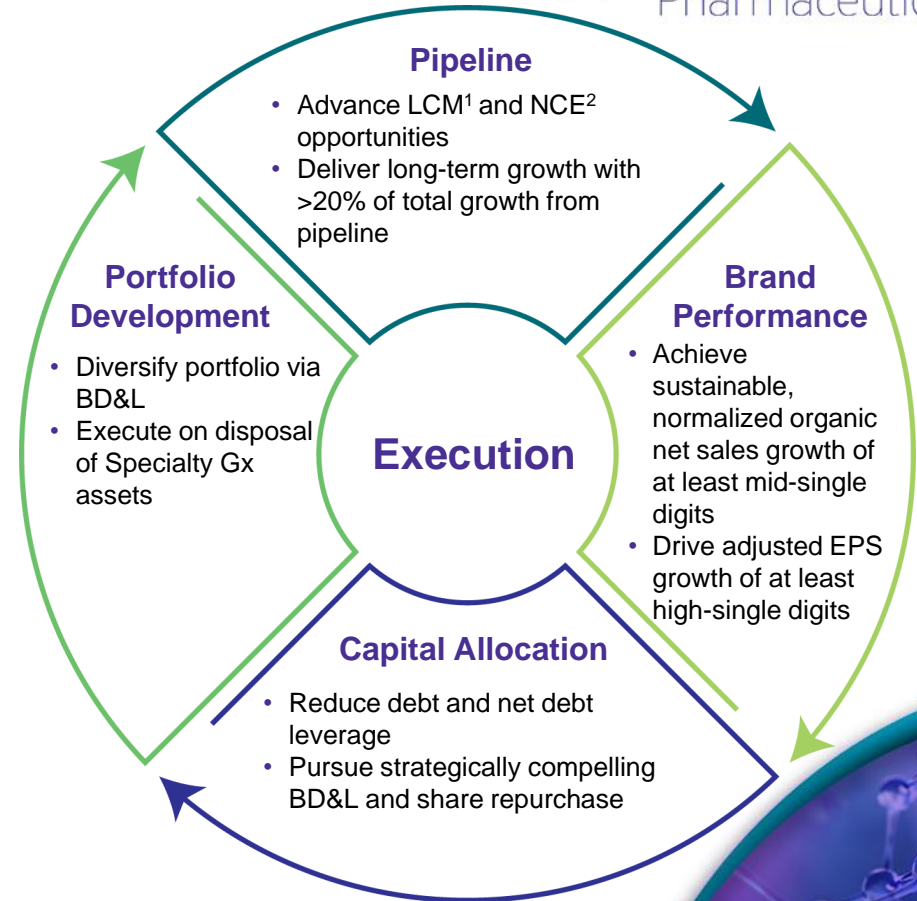 Pipeline
• Advance LCM¹ and NCE²
opportunities
• Deliver long-term growth with
>20% of total growth from
pipeline
Portfolio
Development
• Diversify portfolio via
BD&L
• Execute on disposal
of Specialty Gx
assets
Brand
Performance
• Achieve
sustainable,
normalized organic
net sales growth of
at least mid-single
digits
• Drive adjusted EPS
growth of at least
high-single digits
Execution
Capital Allocation
• Reduce debt and net debt
leverage
• Pursue strategically compelling
BD&L and share repurchase